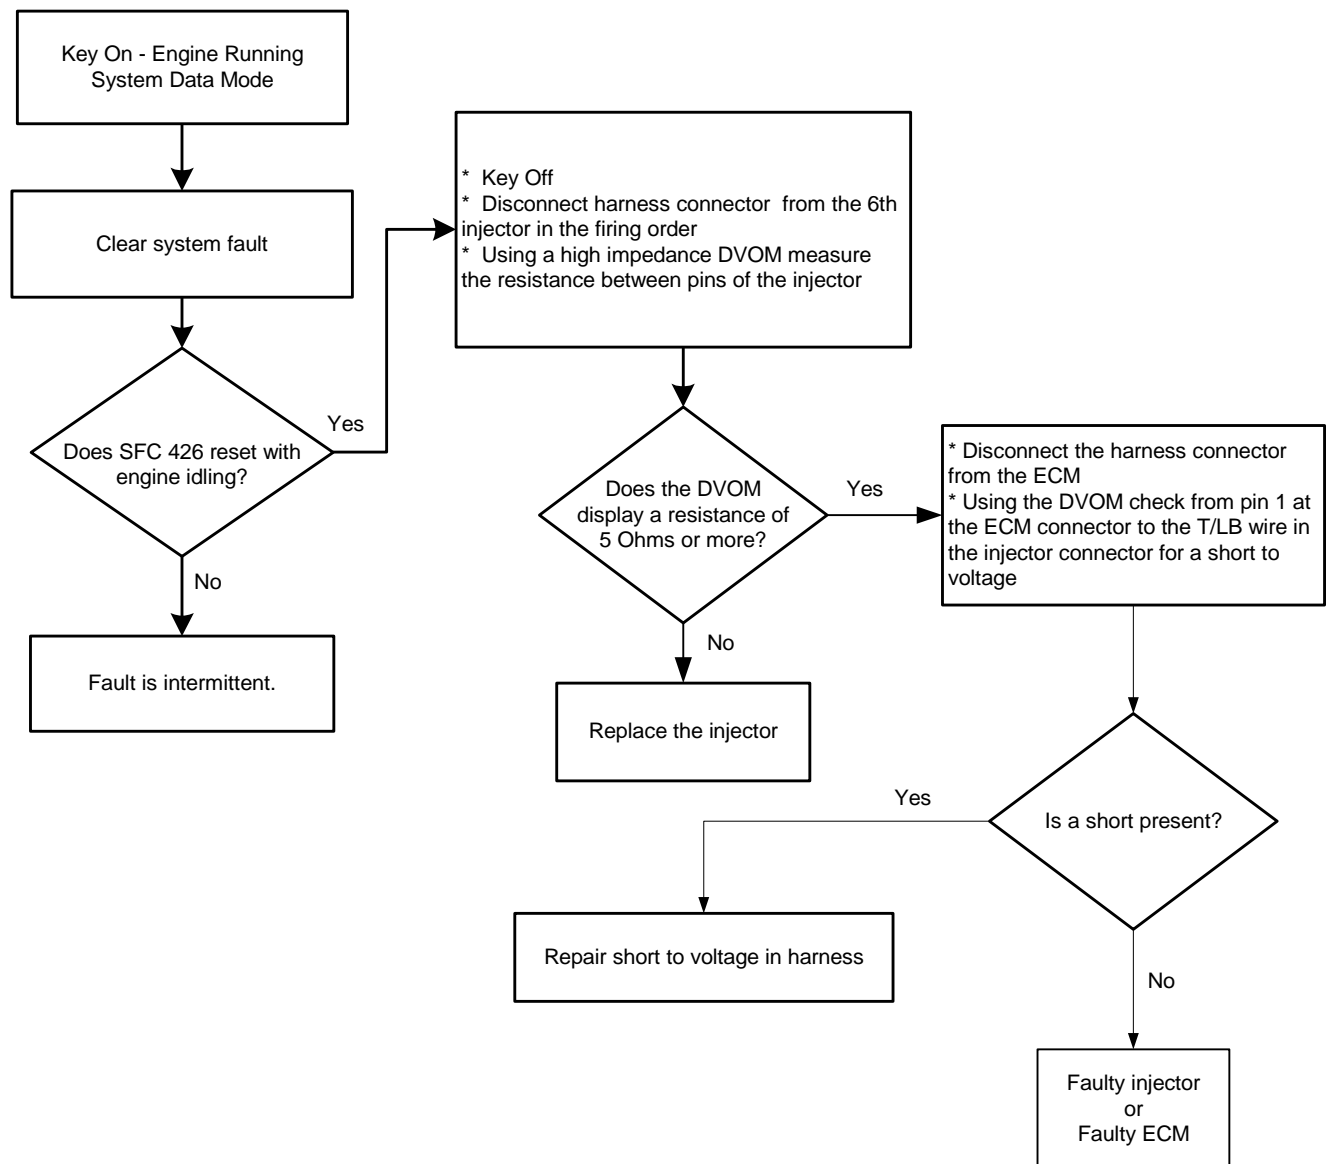 Key On - Engine Running
System Data Mode
Clear system fault
Does SFC 426 reset with
engine idling?
Yes
No
Fault is intermittent.
* Key Off
* Disconnect harness connector from the 6th
injector in the firing order
* Using a high impedance DVOM measure
the resistance between pins of the injector
Does the DVOM
display a resistance of
5 Ohms or more?
Yes
No
Replace the injector
* Disconnect the harness connector
from the ECM
* Using the DVOM check from pin 1 at
the ECM connector to the T/LB wire in
the injector connector for a short to
voltage
Is a short present?
Yes
Repair short to voltage in harness
No
Faulty injector
or
Faulty ECM